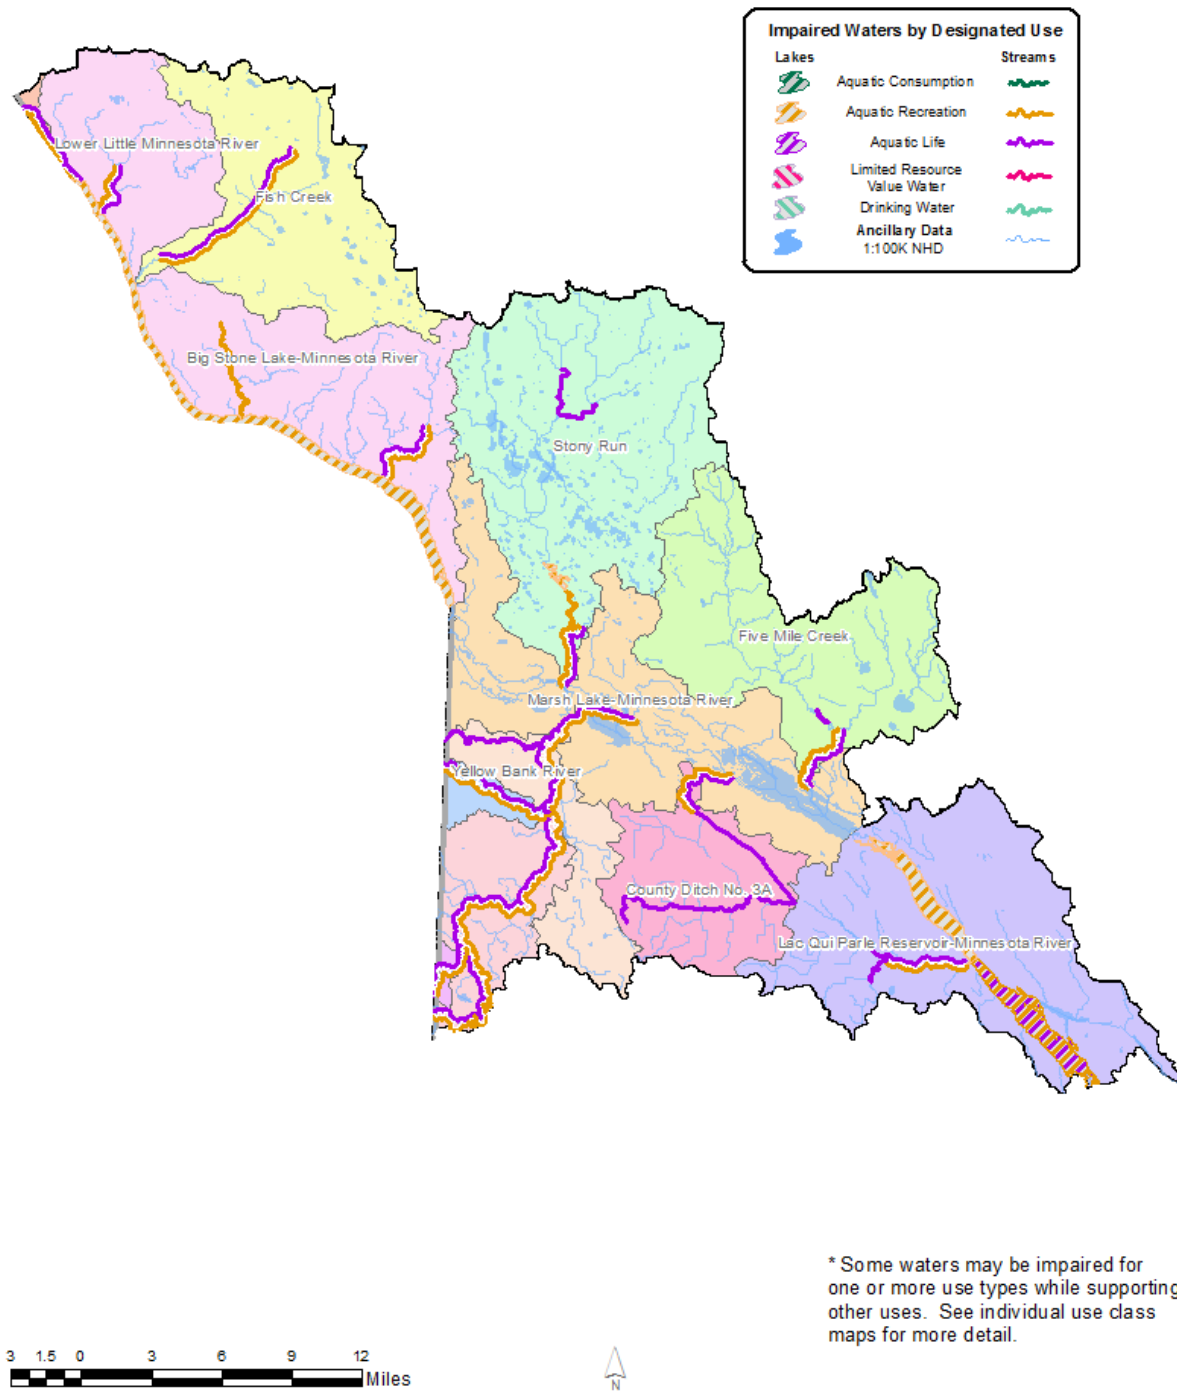 Impaired Waters by Designated Use
Lakes
Streams
Aquatic Consumption
Aquatic Recreation
Aquatic Life
Limited Resource
Value Water
Drinking Water
Ancillary Data
1:100K NHD
Lower Little Minnesota River
Fish Creek
Big Stone Lake-Minnesota River
Stony Run
Five Mile Creek
Marsh Lake-Minnesota River
Yellow Bank River
County Ditch No. 3A
Lac Qui Parle Reservoir-Minnesota River
* Some waters may be impaired for
one or more use types while supporting
other uses. See individual use class
maps for more detail.
3 1.5 0 3 6 9 12
Miles
N